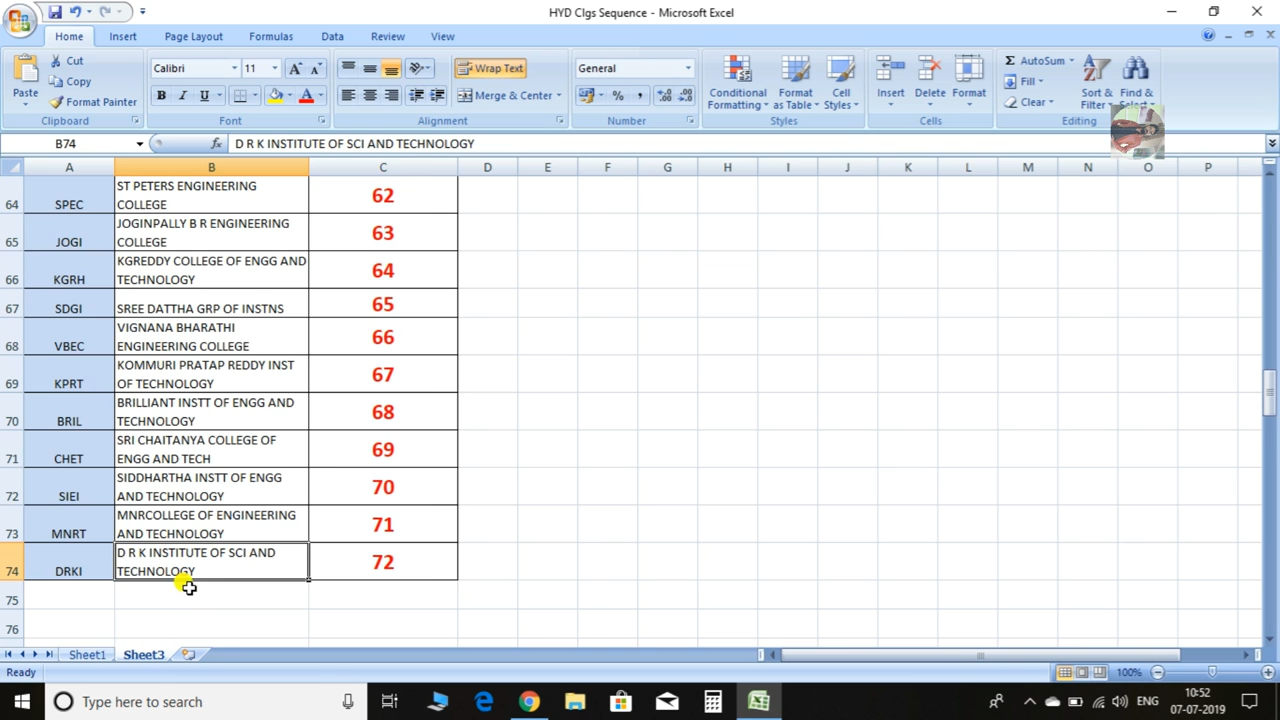 HYD Clgs Sequence - Microsoft Excel
Home Insert Page Layout Formulas Data Review View
Paste
Cut
Copy
Format Painter
Clipboard
Calibri 11
B I U
Font
Wrap Text
Merge & Center
Alignment
General
% ,
Number
Conditional Formatting
Format as Table
Cell Styles
Styles
Insert
Delete
Format
Cells
Σ AutoSum
Fill
Clear
Sort & Filter
Find & Select
Editing
B74 fx D R K INSTITUTE OF SCI AND TECHNOLOGY
A B C D E F G H I J K L M N O P
64 SPEC ST PETERS ENGINEERING COLLEGE 62
65 JOGI JOGINPALLY B R ENGINEERING COLLEGE 63
66 KGRH KGREDDY COLLEGE OF ENGG AND TECHNOLOGY 64
67 SDGI SREE DATTHA GRP OF INSTNS 65
68 VBEC VIGNANA BHARATHI ENGINEERING COLLEGE 66
69 KPRT KOMMURI PRATAP REDDY INST OF TECHNOLOGY 67
70 BRIL BRILLIANT INSTT OF ENGG AND TECHNOLOGY 68
71 CHET SRI CHAITANYA COLLEGE OF ENGG AND TECH 69
72 SIEI SIDDHARTHA INSTT OF ENGG AND TECHNOLOGY 70
73 MNRT MNRCOLLEGE OF ENGINEERING AND TECHNOLOGY 71
74 DRKI D R K INSTITUTE OF SCI AND TECHNOLOGY 72
75
76
Sheet1 Sheet3
Ready 100%
Type here to search
ENG
10:52
07-07-2019